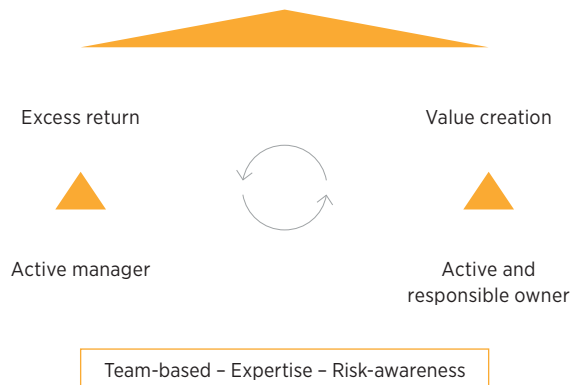 Excess return
Value creation
Active manager
Active and
responsible owner
Team-based – Expertise – Risk-awareness